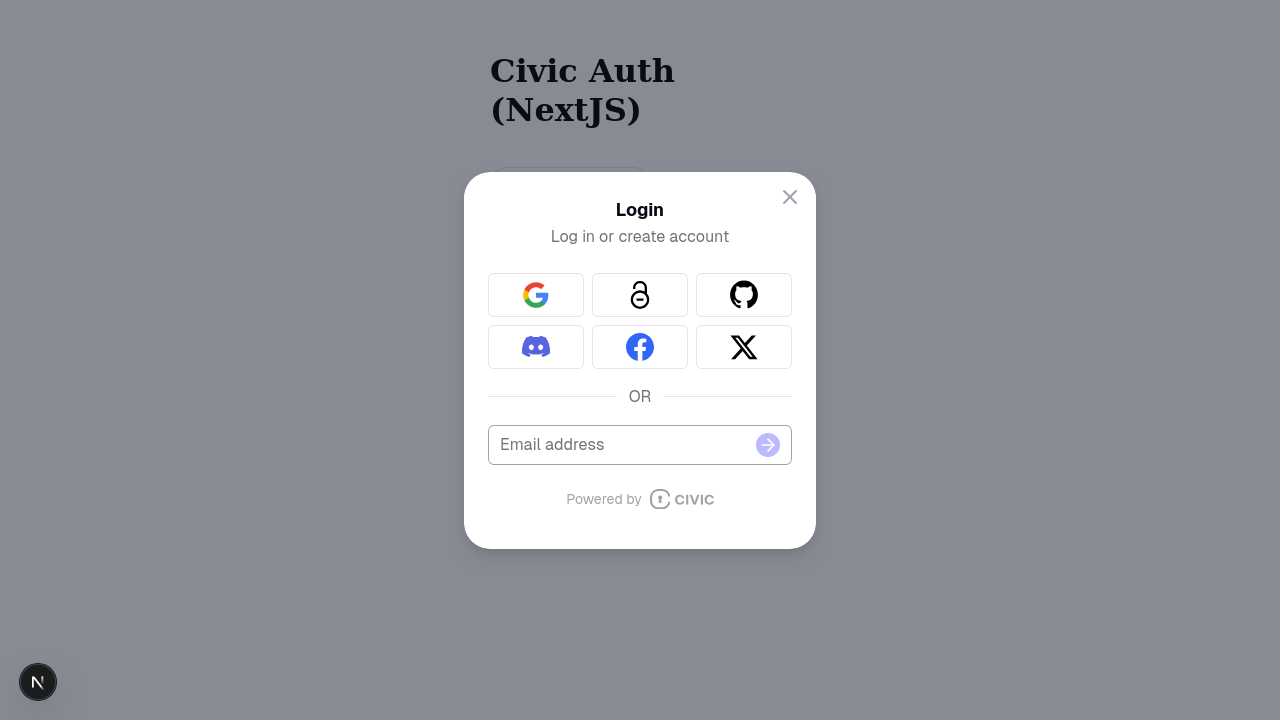 Civic Auth
(NextJS)
Login
Log in or create account
OR
Email address
Powered by CIVIC
N